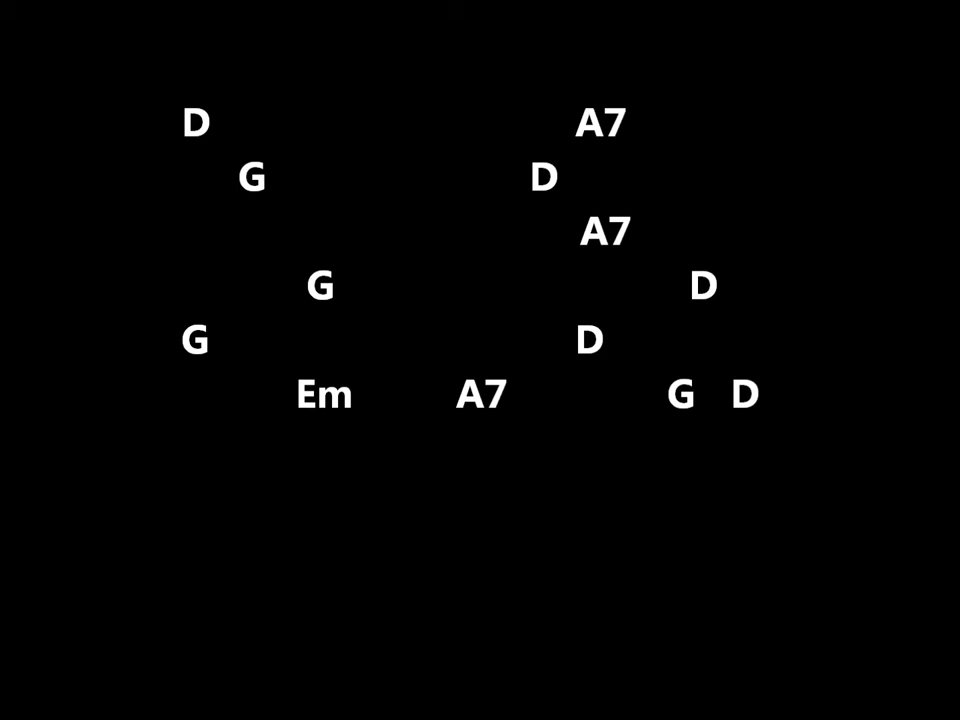 D A7
G D
A7
G D
G D
Em A7 G D